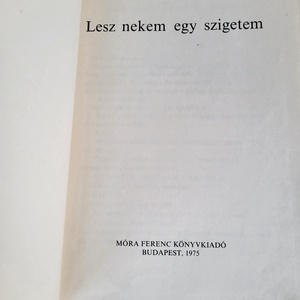 Lesz nekem egy szigetem
MÓRA FERENC KÖNYVKIADÓ
BUDAPEST, 1975